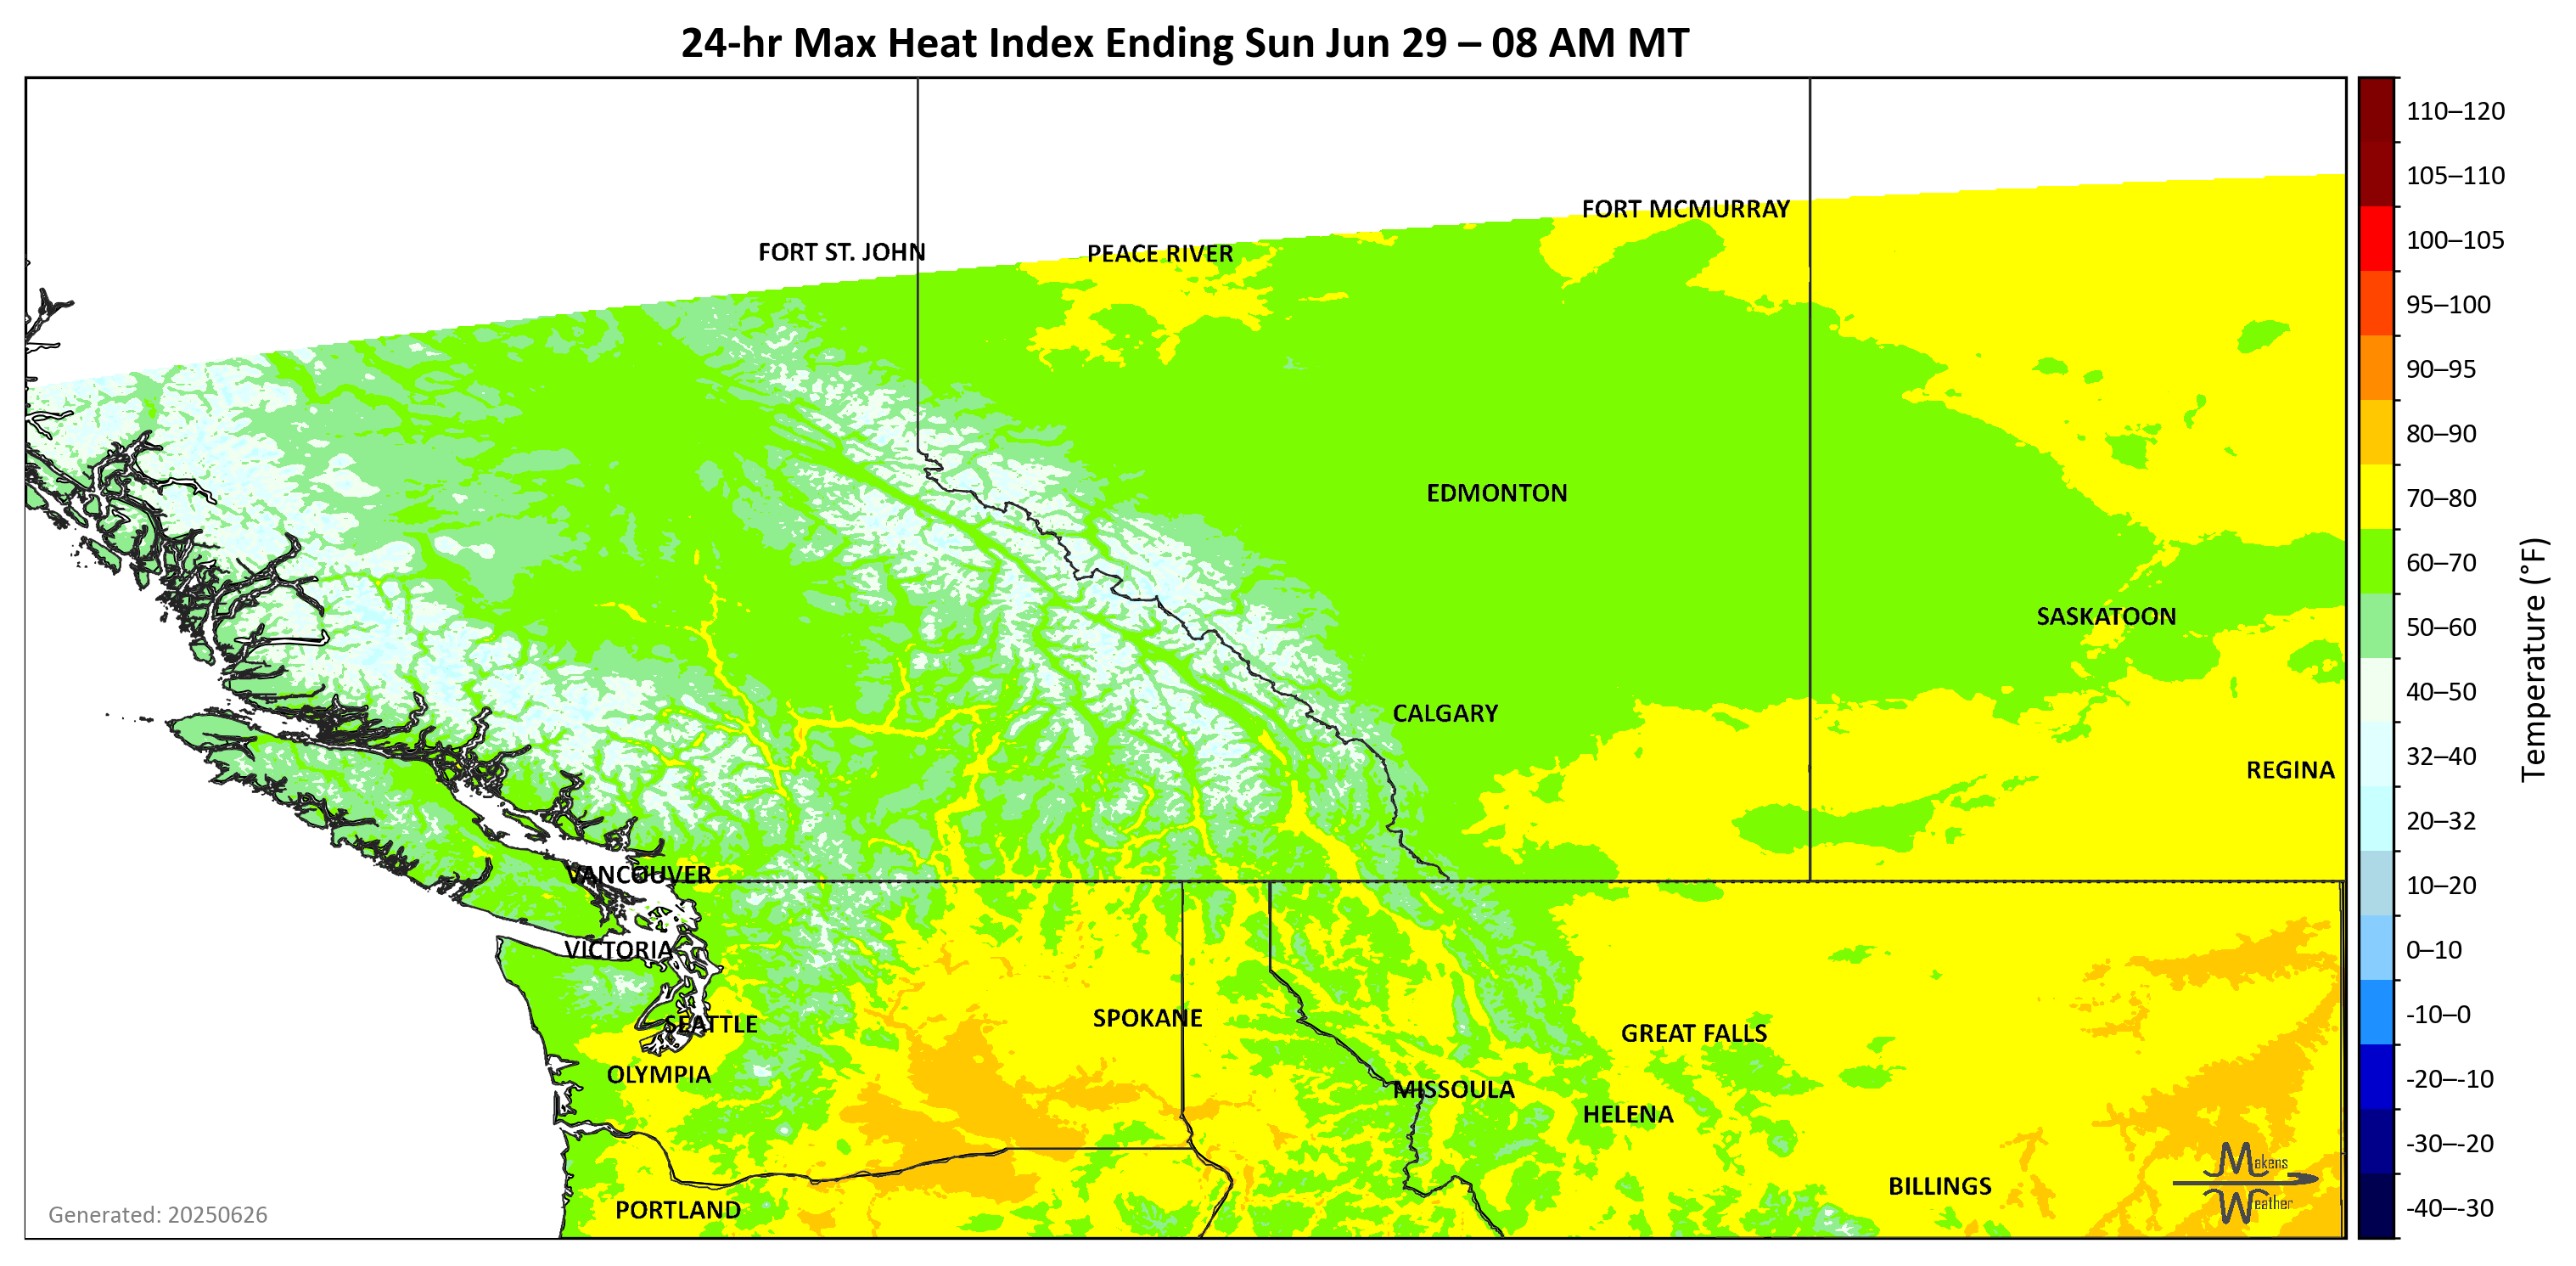 24-hr Max Heat Index Ending Sun Jun 29 – 08 AM MT
FORT MCMURRAY
FORT ST. JOHN
PEACE RIVER
EDMONTON
SASKATOON
CALGARY
REGINA
VANCOUVER
VICTORIA
SEATTLE
SPOKANE
GREAT FALLS
OLYMPIA
MISSOULA
HELENA
BILLINGS
PORTLAND
Makens
Weather
Generated: 20250626
110–120
105–110
100–105
95–100
90–95
80–90
70–80
60–70
50–60
40–50
32–40
20–32
10–20
0–10
-10–0
-20–-10
-30–-20
-40–-30
Temperature (°F)